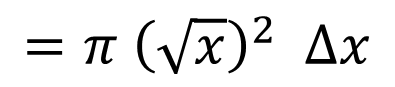 = π (√x)² Δx